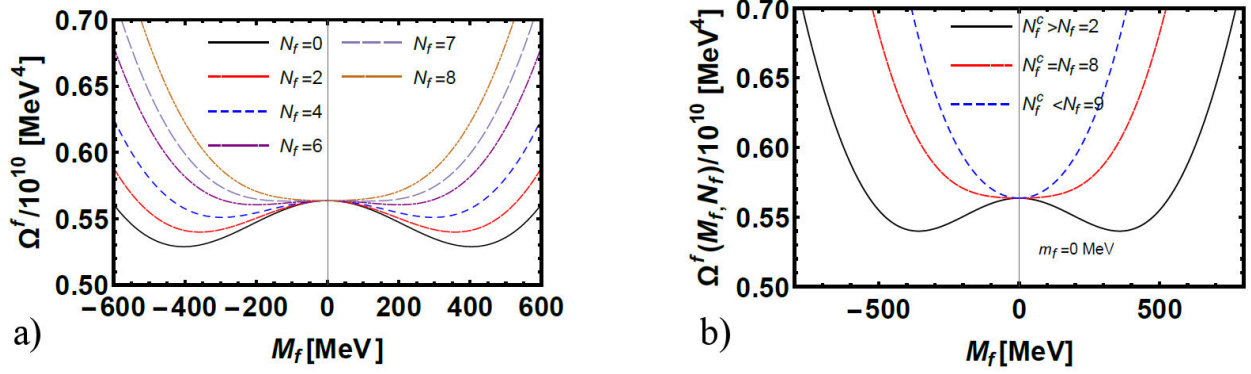 Ω^f/10^10 [MeV^4]
0.70
0.65
0.60
0.55
0.50
N_f=0
N_f=2
N_f=4
N_f=6
N_f=7
N_f=8
−600 −400 −200 0 200 400 600
M_f [MeV]
a)
Ω^f(M_f,N_f)/10^10 [MeV^4]
0.70
0.65
0.60
0.55
0.50
N_f^c >N_f=2
N_f^c=N_f=8
N_f^c <N_f=9
m_f=0 MeV
−500 0 500
M_f [MeV]
b)